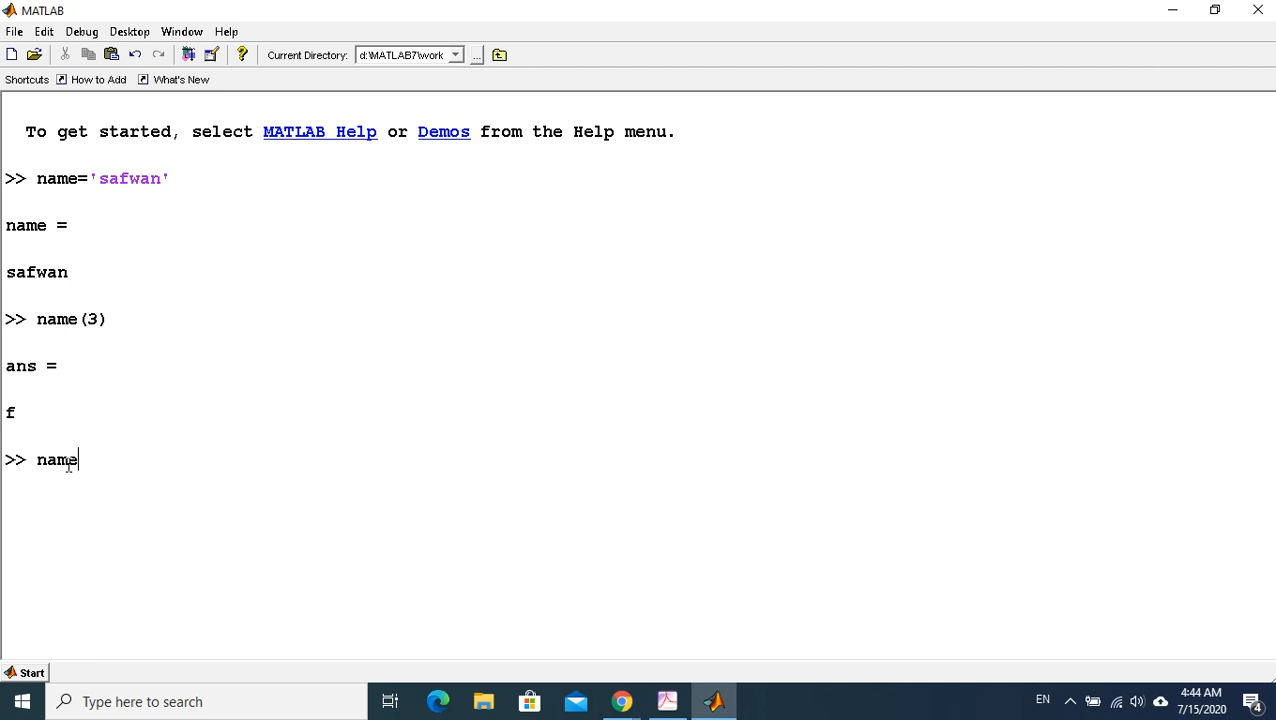 MATLAB
File Edit Debug Desktop Window Help
Current Directory: d:\MATLAB7\work ...
Shortcuts How to Add What's New
To get started, select MATLAB Help or Demos from the Help menu.
>> name='safwan'
name =
safwan
>> name(3)
ans =
f
>> name
Start
Type here to search
EN
4:44 AM
7/15/2020
4